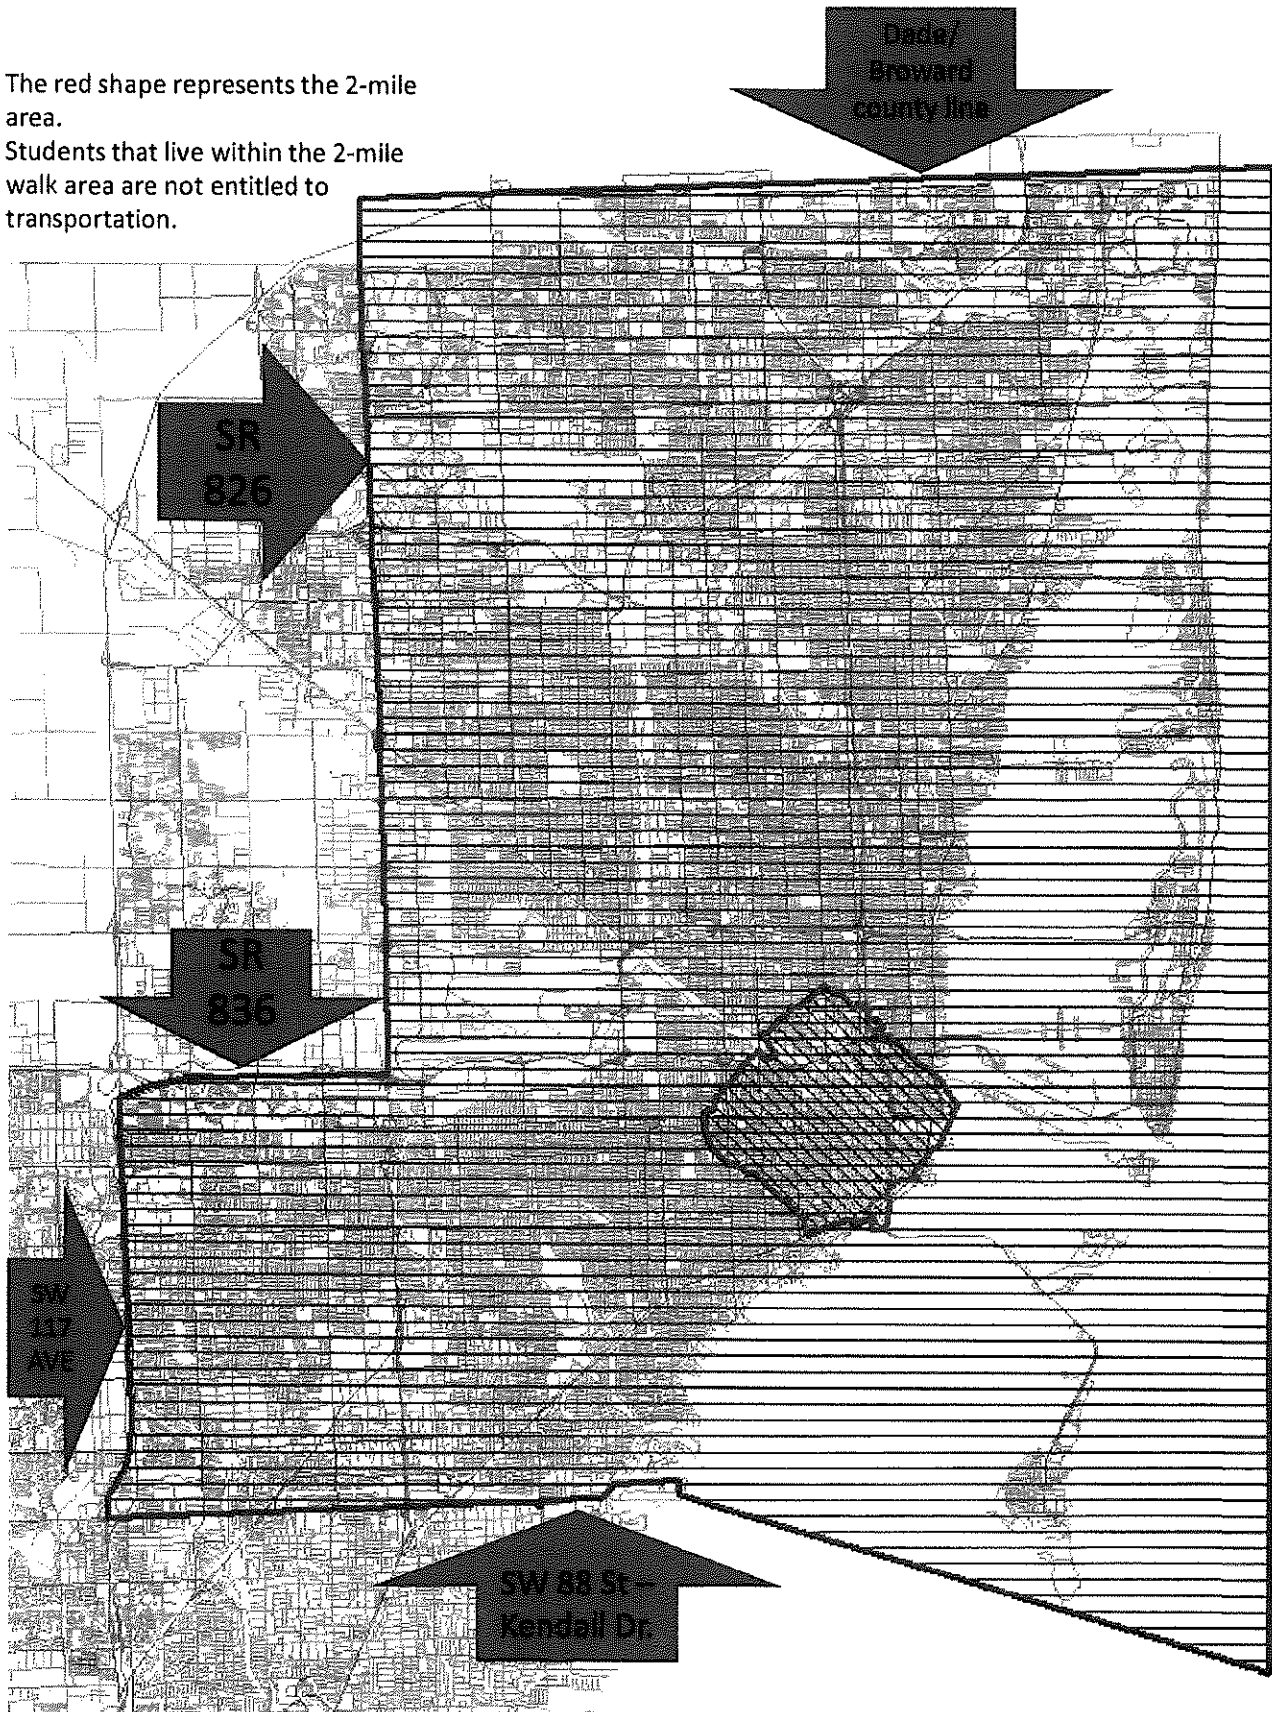 Dade/
Broward
county line
The red shape represents the 2-mile
area.
Students that live within the 2-mile
walk area are not entitled to
transportation.
SR
826
SR
836
SW
117
AVE
SW 88 St –
Kendall Dr.